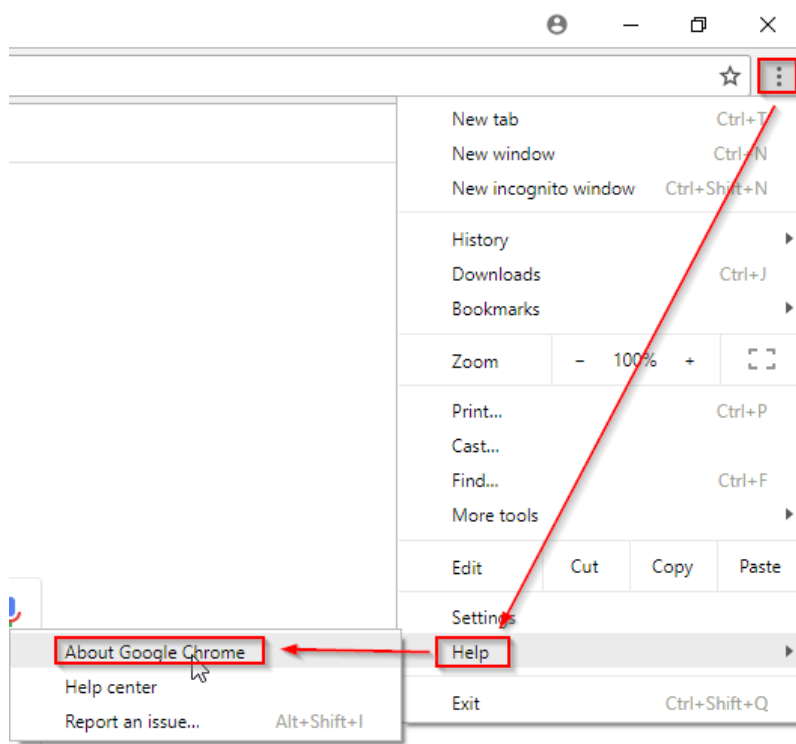 New tab Ctrl+T
New window Ctrl+N
New incognito window Ctrl+Shift+N
History
Downloads Ctrl+J
Bookmarks
Zoom - 100% +
Print... Ctrl+P
Cast...
Find... Ctrl+F
More tools
Edit Cut Copy Paste
Settings
Help
Exit Ctrl+Shift+Q
About Google Chrome
Help center
Report an issue... Alt+Shift+I